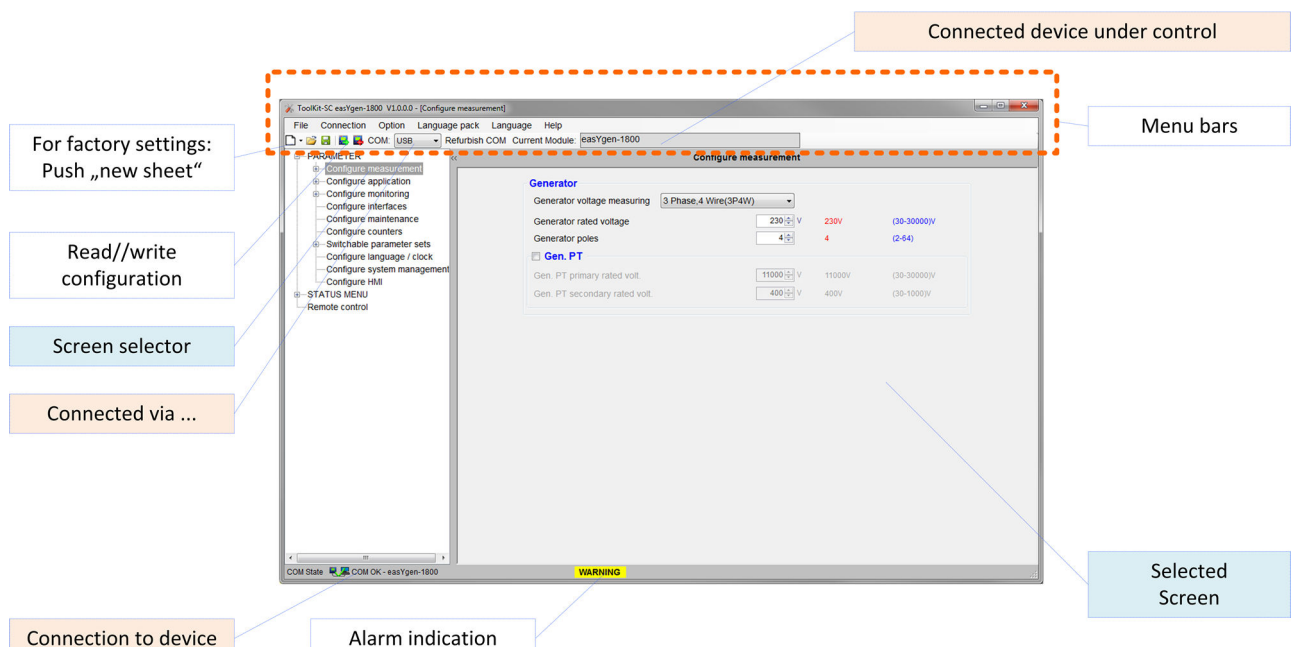 Connected device under control
ToolKit-SC easYgen-1800 V1.0.0.0 - [Configure measurement]
File Connection Option Language pack Language Help
COM: USB Refurbish COM Current Module: easYgen-1800
Menu bars
For factory settings:
Push „new sheet“
PARAMETER
Configure measurement
Configure application
Configure monitoring
Configure interfaces
Configure maintenance
Configure counters
Switchable parameter sets
Configure language / clock
Configure system management
Configure HMI
STATUS MENU
Remote control
<< Configure measurement
Generator
Generator voltage measuring 3 Phase,4 Wire(3P4W)
Generator rated voltage 230 V 230V (30-30000)V
Generator poles 4 4 (2-64)
Gen. PT
Gen. PT primary rated volt. 11000 V 11000V (30-30000)V
Gen. PT secondary rated volt. 400 V 400V (30-1000)V
Read//write
configuration
Screen selector
Connected via ...
COM State COM OK - easYgen-1800 WARNING
Selected
Screen
Connection to device
Alarm indication